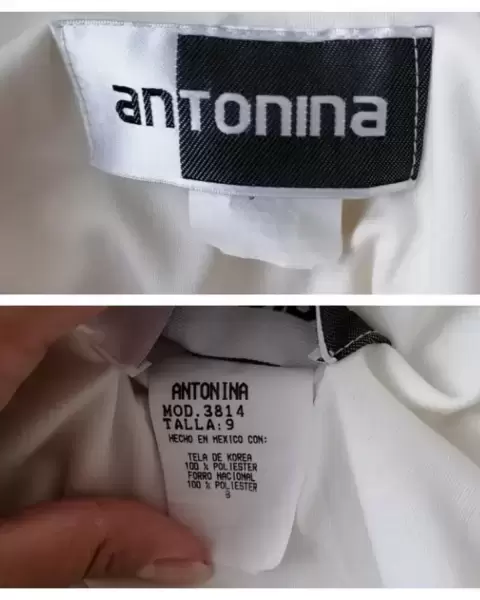 anTonina
ANTONINA
MOD.3814
TALLA:9
HECHO EN MEXICO CON:
TELA DE KOREA
100 % POLIESTER
FORRO NACIONAL
100 % POLIESTER